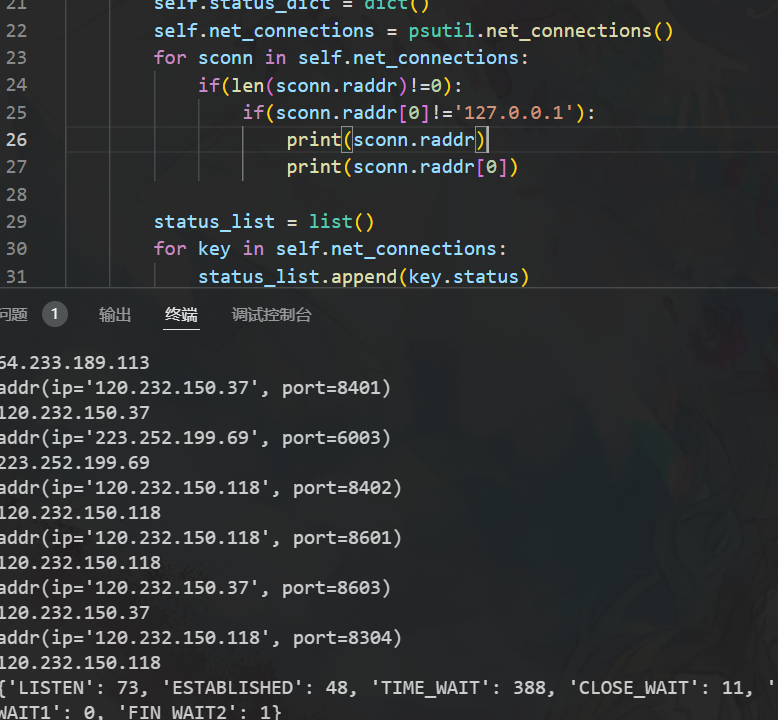 21 self.status_dict = dict()
22 self.net_connections = psutil.net_connections()
23 for sconn in self.net_connections:
24 if(len(sconn.raddr)!=0):
25 if(sconn.raddr[0]!='127.0.0.1'):
26 print(sconn.raddr)
27 print(sconn.raddr[0])
28
29 status_list = list()
30 for key in self.net_connections:
31 status_list.append(key.status)
问题 1 输出 终端 调试控制台
64.233.189.113
addr(ip='120.232.150.37', port=8401)
120.232.150.37
addr(ip='223.252.199.69', port=6003)
223.252.199.69
addr(ip='120.232.150.118', port=8402)
120.232.150.118
addr(ip='120.232.150.118', port=8601)
120.232.150.118
addr(ip='120.232.150.37', port=8603)
120.232.150.37
addr(ip='120.232.150.118', port=8304)
120.232.150.118
{'LISTEN': 73, 'ESTABLISHED': 48, 'TIME_WAIT': 388, 'CLOSE_WAIT': 11, '
WAIT1': 0, 'FIN_WAIT2': 1}